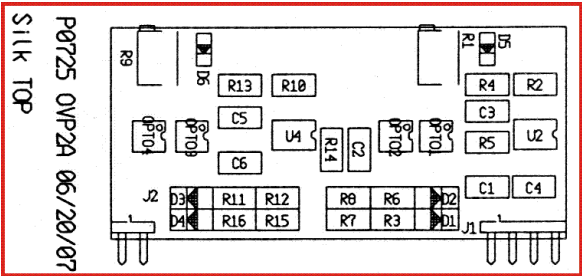 Silk TOP
P0725 OVP2A 06/20/07
R9
D6
R1
D5
R13
R10
R4
R2
C5
C3
OPTO4
OPTO3
U4
R14
C2
OPTO2
OPTO1
R5
U2
C6
C1
C4
J2
D3
R11
R12
R8
R6
D2
D4
R16
R15
R7
R3
D1
J1